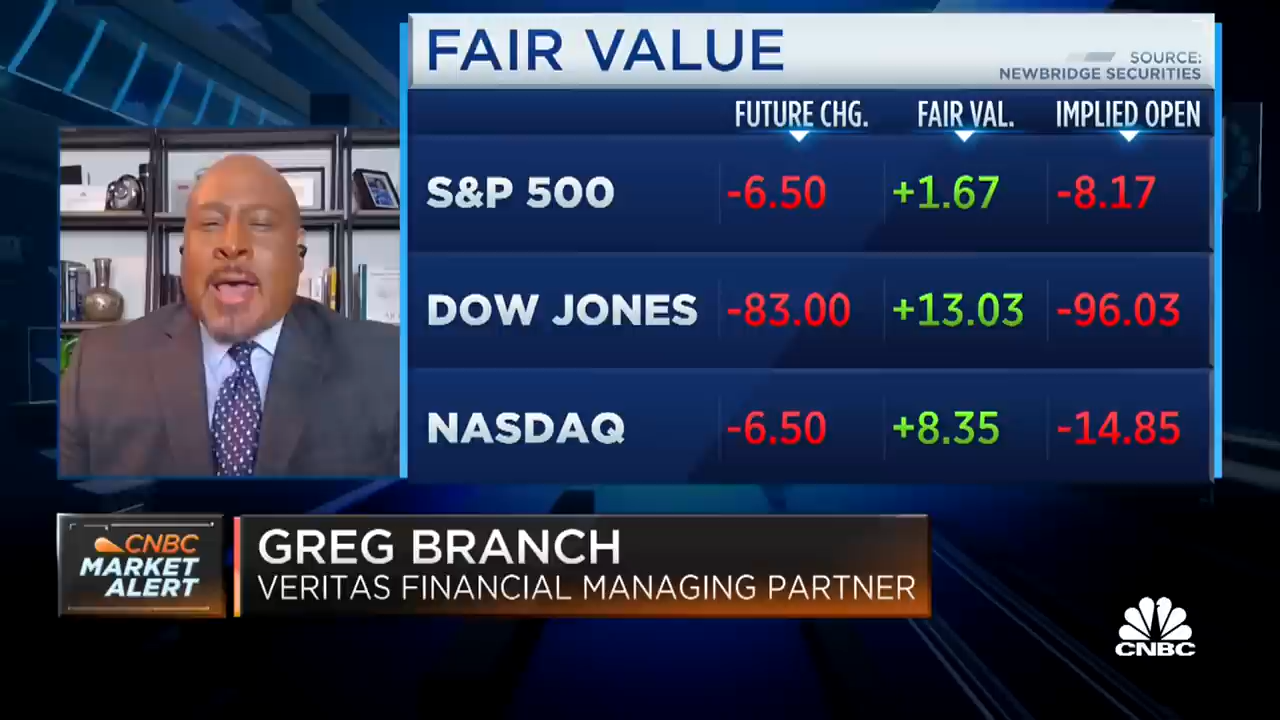 FAIR VALUE
SOURCE:
NEWBRIDGE SECURITIES
FUTURE CHG. FAIR VAL. IMPLIED OPEN
S&P 500 -6.50 +1.67 -8.17
DOW JONES -83.00 +13.03 -96.03
NASDAQ -6.50 +8.35 -14.85
CNBC
MARKET
ALERT
GREG BRANCH
VERITAS FINANCIAL MANAGING PARTNER
CNBC